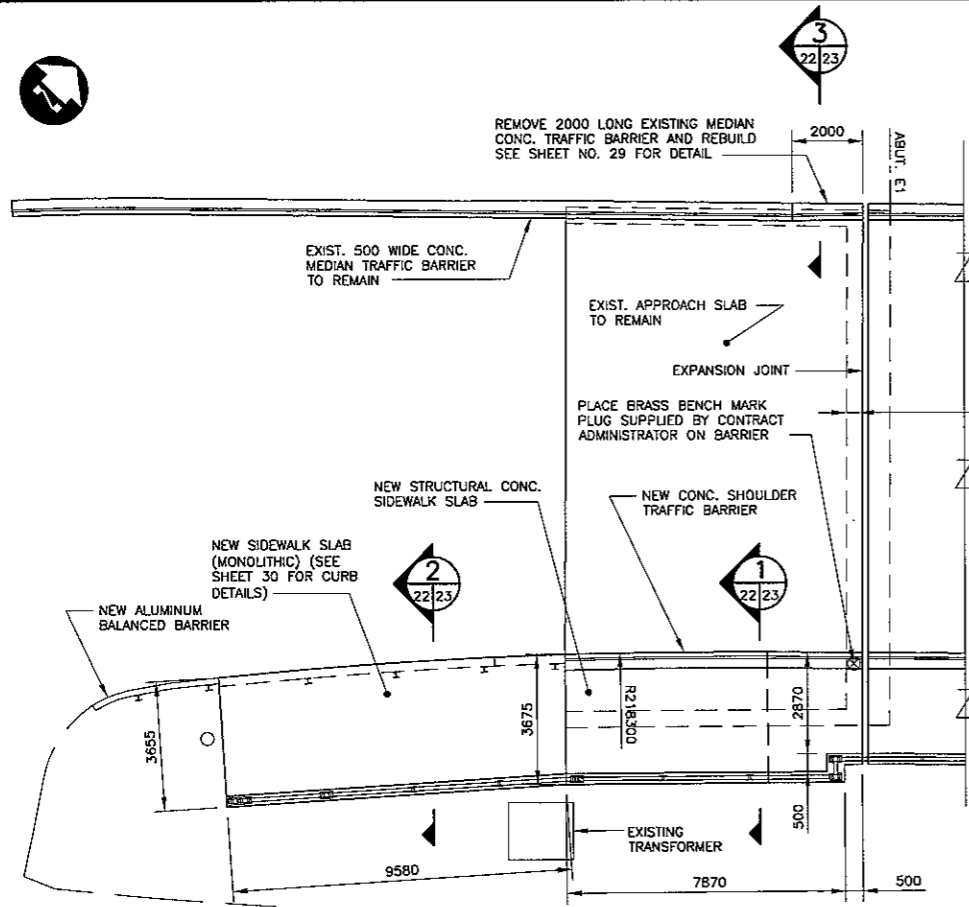 3
22 23
REMOVE 2000 LONG EXISTING MEDIAN
CONC. TRAFFIC BARRIER AND REBUILD
SEE SHEET NO. 29 FOR DETAIL
2000
ABUT. E1
EXIST. 500 WIDE CONC.
MEDIAN TRAFFIC BARRIER
TO REMAIN
EXIST. APPROACH SLAB
TO REMAIN
EXPANSION JOINT
PLACE BRASS BENCH MARK
PLUG SUPPLIED BY CONTRACT
ADMINISTRATOR ON BARRIER
NEW STRUCTURAL CONC.
SIDEWALK SLAB
NEW CONC. SHOULDER
TRAFFIC BARRIER
NEW SIDEWALK SLAB
(MONOLITHIC) (SEE
SHEET 30 FOR CURB
DETAILS)
2
22 23
1
22 23
NEW ALUMINUM
BALANCED BARRIER
3655
3675
R218300
2870
500
EXISTING
TRANSFORMER
9580
7870
500